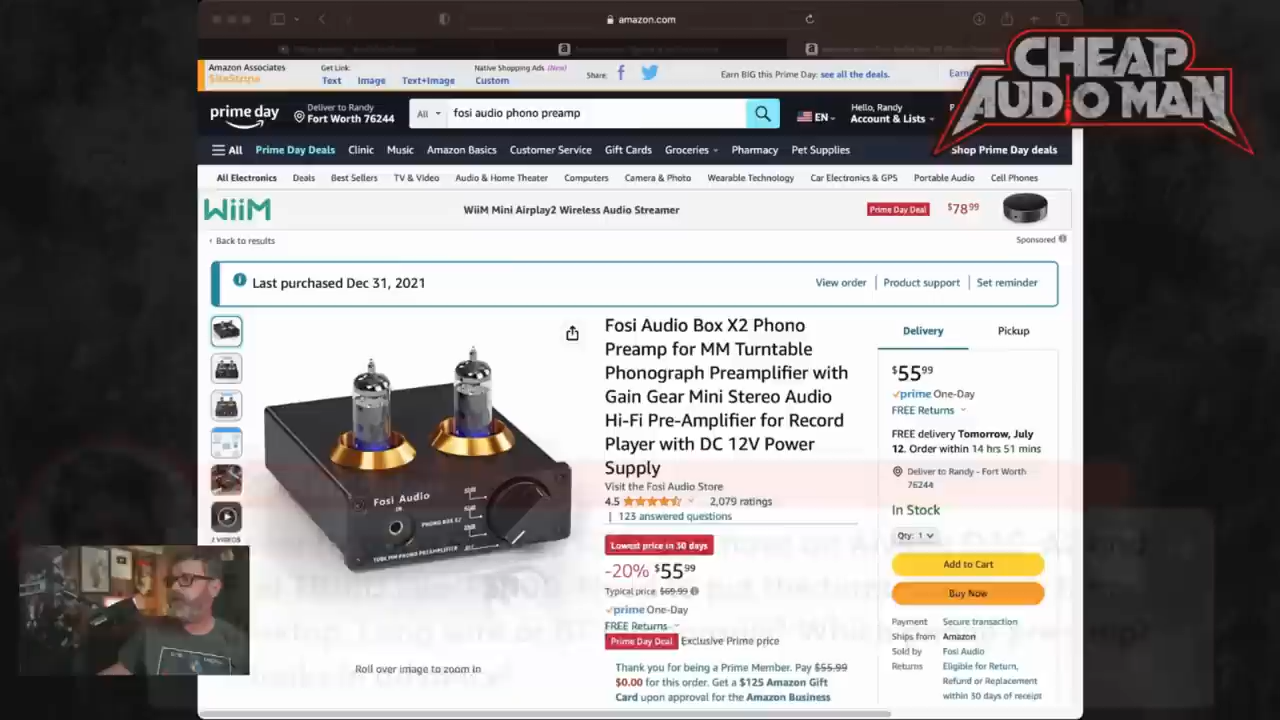 amazon.com
CHEAP
AUDIO MAN
Amazon Associates
SiteStripe
Get Link:
Text Image Text+Image
Native Shopping Ads (New)
Custom
Share:
Earn BIG this Prime Day: see all the deals.
Earn
prime day
Deliver to Randy
Fort Worth 76244
All
fosi audio phono preamp
EN
Hello, Randy
Account & Lists
All
Prime Day Deals
Clinic
Music
Amazon Basics
Customer Service
Gift Cards
Groceries
Pharmacy
Pet Supplies
Shop Prime Day deals
All Electronics
Deals
Best Sellers
TV & Video
Audio & Home Theater
Computers
Camera & Photo
Wearable Technology
Car Electronics & GPS
Portable Audio
Cell Phones
WiiM
WiiM Mini Airplay2 Wireless Audio Streamer
Prime Day Deal
$78.99
‹ Back to results
Sponsored
Last purchased Dec 31, 2021
View order | Product support | Set reminder
2 VIDEOS
Fosi Audio
IN
PHONO BOX X2
TUBE MM PHONO PREAMPLIFIER
Roll over image to zoom in
Fosi Audio Box X2 Phono
Preamp for MM Turntable
Phonograph Preamplifier with
Gain Gear Mini Stereo Audio
Hi-Fi Pre-Amplifier for Record
Player with DC 12V Power
Supply
Visit the Fosi Audio Store
4.5
2,079 ratings
| 123 answered questions
Lowest price in 30 days
-20% $55.99
Typical price: $69.99
prime One-Day
FREE Returns
Prime Day Deal Exclusive Prime price
Thank you for being a Prime Member. Pay $55.99
$0.00 for this order. Get a $125 Amazon Gift
Card upon approval for the Amazon Business
Delivery
Pickup
$55.99
prime One-Day
FREE Returns
FREE delivery Tomorrow, July
12. Order within 14 hrs 51 mins
Deliver to Randy - Fort Worth
76244
In Stock
Qty: 1
Add to Cart
Buy Now
Payment Secure transaction
Ships from Amazon
Sold by Fosi Audio
Returns Eligible for Return,
Refund or Replacement
within 30 days of receipt